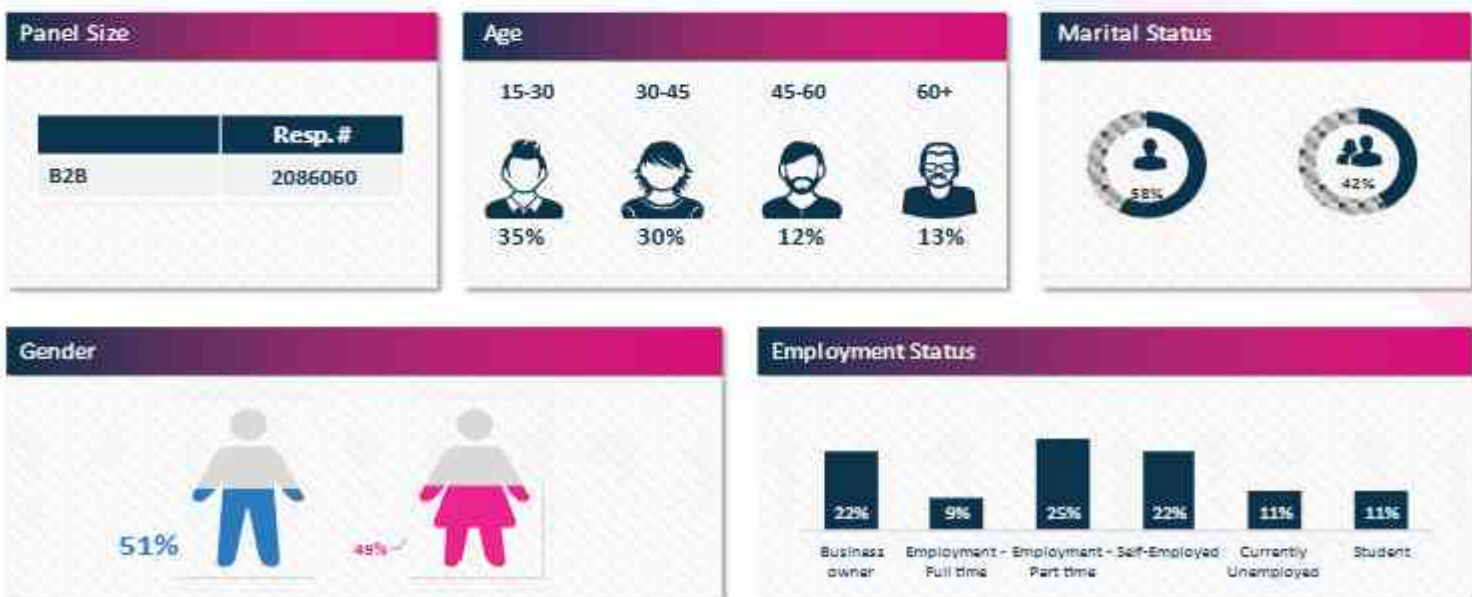 Panel Size
Resp. #
B2B 2086060
Age
15-30 30-45 45-60 60+
35% 30% 12% 13%
Marital Status
58% 42%
Gender
51% 49%
Employment Status
22% 9% 25% 22% 11% 11%
Business owner
Employment - Full time
Employment - Part time
Self-Employed
Currently Unemployed
Student